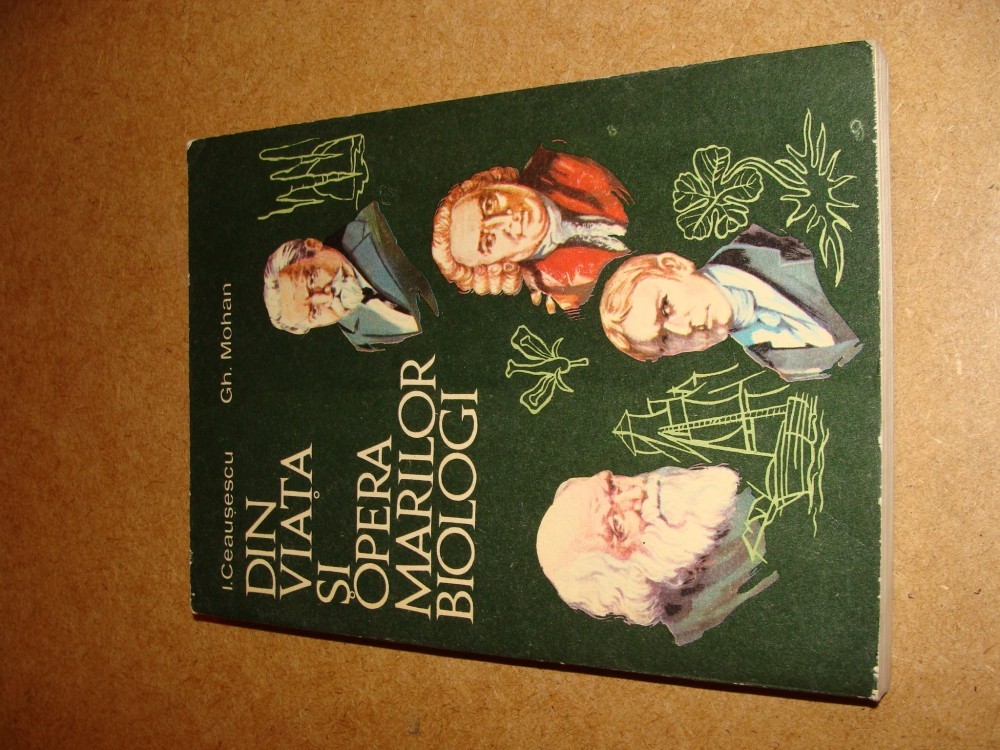 I.Ceaușescu Gh. Mohan
DIN
VIAȚA
ȘI
OPERA
MARILOR
BIOLOGI